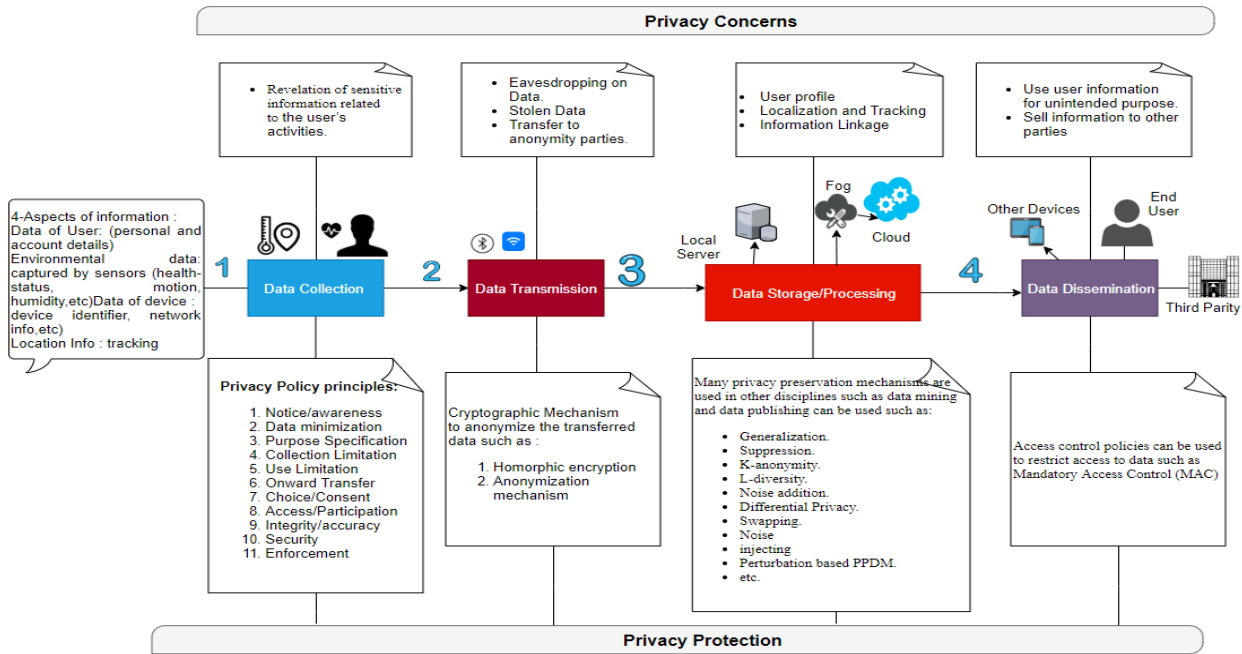 Privacy Concerns
• Revelation of sensitive
information related
to the user's
activities.
• Eavesdropping on
Data.
• Stolen Data
• Transfer to
anonymity parties.
• User profile
• Localization and Tracking
• Information Linkage
• Use user information
for unintended purpose.
• Sell information to other
parties
4-Aspects of information :
Data of User: (personal and
account details)
Environmental data:
captured by sensors (health-
status, motion,
humidity,etc)Data of device :
device identifier, network
info,etc)
Location Info : tracking
1
Data Collection
2
Data Transmission
3
Local
Server
Fog
Cloud
Data Storage/Processing
4
Other Devices
End
User
Data Dissemination
Third Parity
Privacy Policy principles:
1. Notice/awareness
2. Data minimization
3. Purpose Specification
4. Collection Limitation
5. Use Limitation
6. Onward Transfer
7. Choice/Consent
8. Access/Participation
9. Integrity/accuracy
10. Security
11. Enforcement
Cryptographic Mechanism
to anonymize the transferred
data such as :
1. Homorphic encryption
2. Anonymization
mechanism
Many privacy preservation mechanisms are
used in other disciplines such as data mining
and data publishing can be used such as:
• Generalization.
• Suppression.
• K-anonymity.
• L-diversity.
• Noise addition.
• Differential Privacy.
• Swapping.
• Noise
• injecting
• Perturbation based PPDM.
• etc.
Access control policies can be used
to restrict access to data such as
Mandatory Access Control (MAC)
Privacy Protection